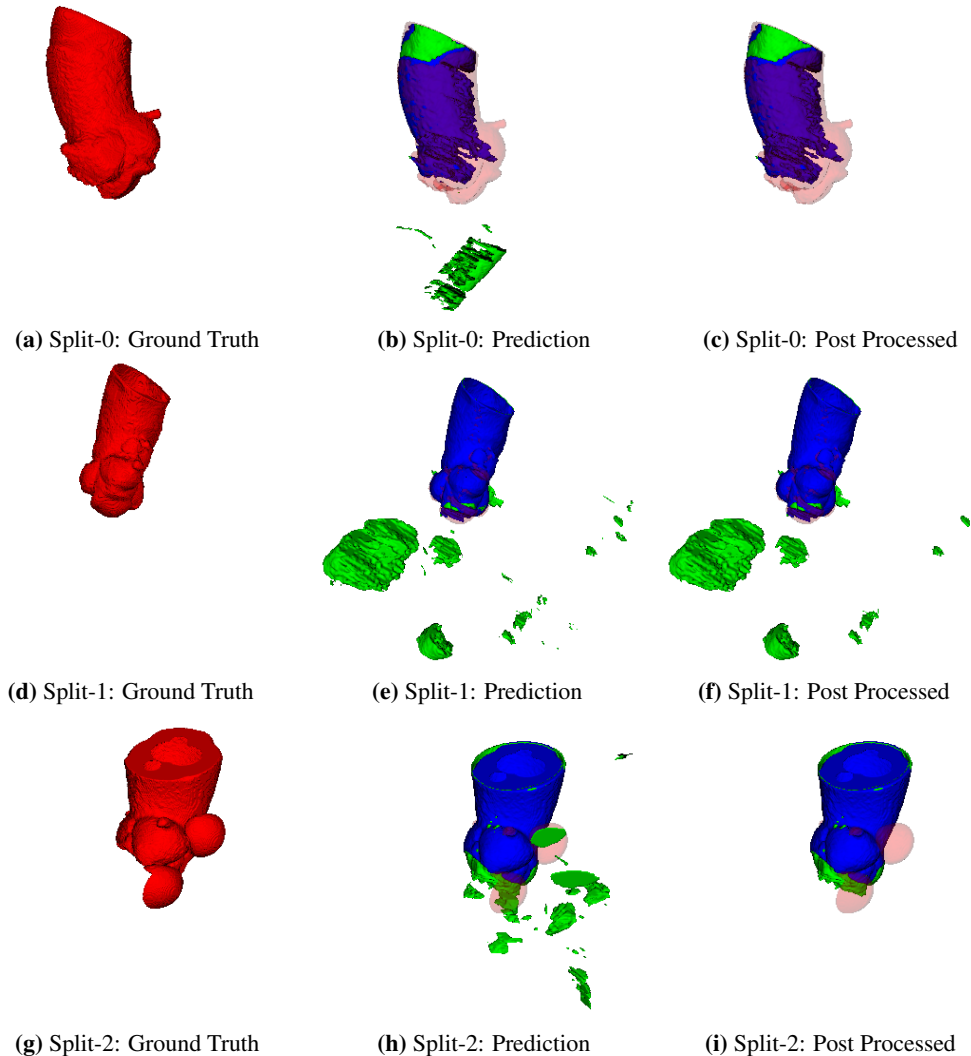 (a) Split-0: Ground Truth
(b) Split-0: Prediction
(c) Split-0: Post Processed
(d) Split-1: Ground Truth
(e) Split-1: Prediction
(f) Split-1: Post Processed
(g) Split-2: Ground Truth
(h) Split-2: Prediction
(i) Split-2: Post Processed